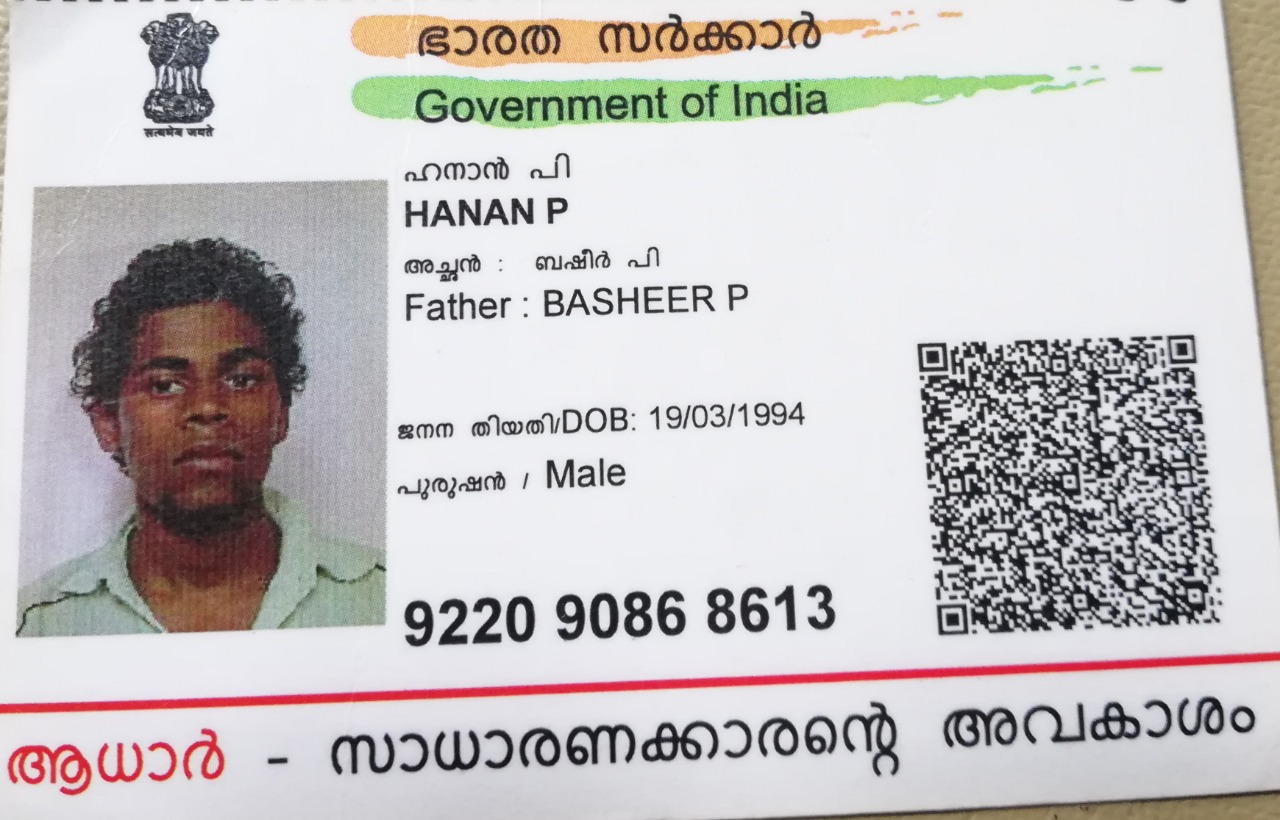 सत्यमेव जयते
ഭാരത സർക്കാർ
Government of India
ഹനാൻ പി
HANAN P
അച്ഛൻ : ബഷീർ പി
Father : BASHEER P
ജനന തിയതി/DOB: 19/03/1994
പുരുഷൻ / Male
9220 9086 8613
ആധാർ - സാധാരണക്കാരന്റെ അവകാശം